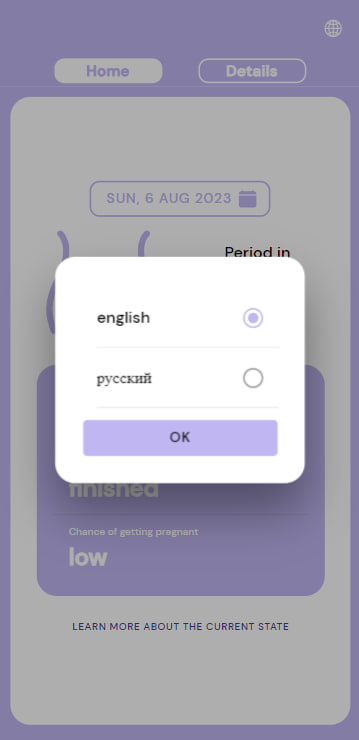 Home
Details
SUN, 6 AUG 2023
Period in
english
русский
OK
finished
Chance of getting pregnant
low
LEARN MORE ABOUT THE CURRENT STATE